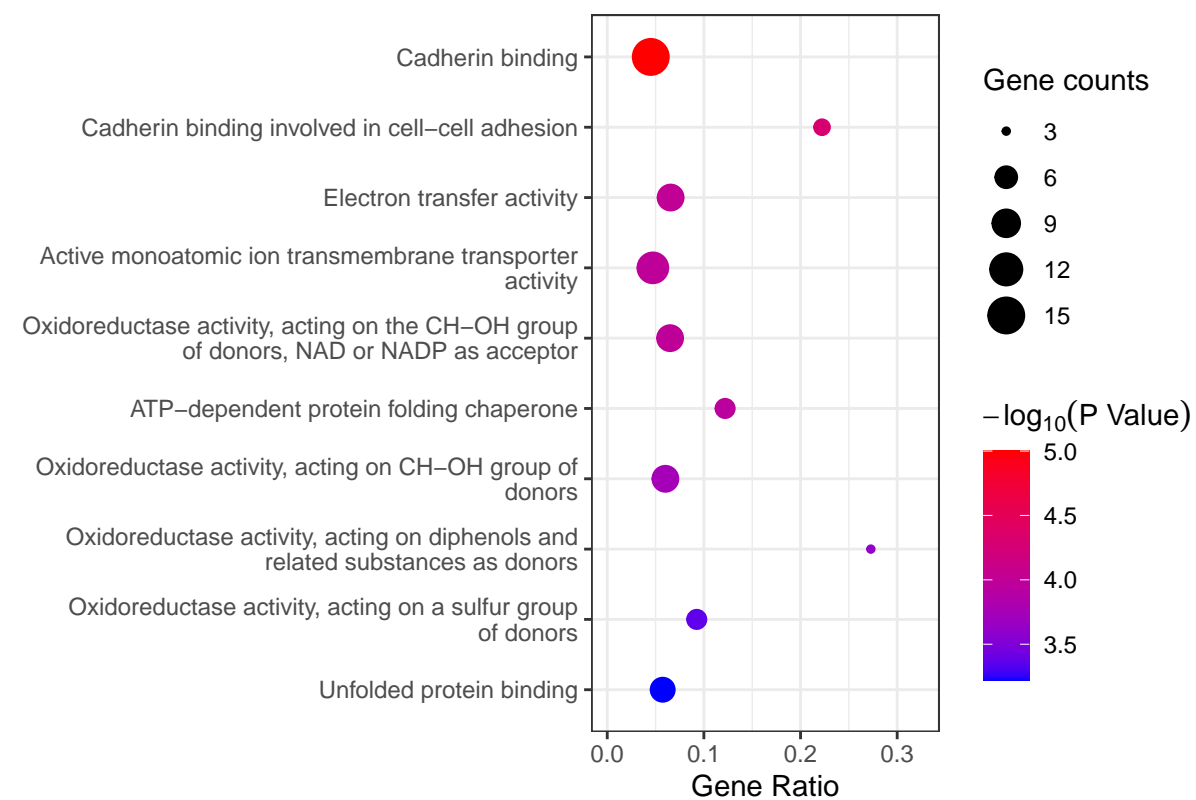 Cadherin binding
Cadherin binding involved in cell−cell adhesion
Electron transfer activity
Active monoatomic ion transmembrane transporter
activity
Oxidoreductase activity, acting on the CH−OH group
of donors, NAD or NADP as acceptor
ATP−dependent protein folding chaperone
Oxidoreductase activity, acting on CH−OH group of
donors
Oxidoreductase activity, acting on diphenols and
related substances as donors
Oxidoreductase activity, acting on a sulfur group
of donors
Unfolded protein binding
0.0 0.1 0.2 0.3
Gene Ratio
Gene counts
3
6
9
12
15
−log₁₀(P Value)
5.0
4.5
4.0
3.5